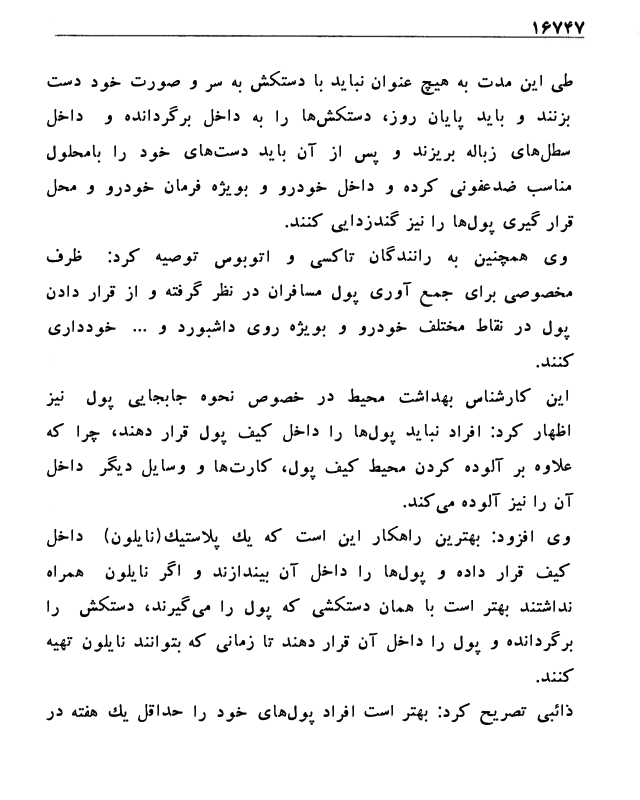 ۱۶۷۴۷
طی این مدت به هیچ عنوان نباید با دستکش به سر و صورت خود دست
بزنند و باید پایان روز، دستکش‌ها را به داخل برگردانده و داخل
سطل‌های زباله بریزند و پس از آن باید دست‌های خود را بامحلول
مناسب ضدعفونی کرده و داخل خودرو و بویژه فرمان خودرو و محل
قرار گیری پول‌ها را نیز گندزدایی کنند.
وی همچنین به رانندگان تاکسی و اتوبوس توصیه کرد: ظرف
مخصوصی برای جمع آوری پول مسافران در نظر گرفته و از قرار دادن
پول در نقاط مختلف خودرو و بویژه روی داشبورد و ... خودداری
کنند.
این کارشناس بهداشت محیط در خصوص نحوه جابجایی پول نیز
اظهار کرد: افراد نباید پول‌ها را داخل کیف پول قرار دهند، چرا که
علاوه بر آلوده کردن محیط کیف پول، کارت‌ها و وسایل دیگر داخل
آن را نیز آلوده می‌کند.
وی افزود: بهترین راهکار این است که یك پلاستیك(نایلون) داخل
کیف قرار داده و پول‌ها را داخل آن بیندازند و اگر نایلون همراه
نداشتند بهتر است با همان دستکشی که پول را می‌گیرند، دستکش را
برگردانده و پول را داخل آن قرار دهند تا زمانی که بتوانند نایلون تهیه
کنند.
ذائبی تصریح کرد: بهتر است افراد پول‌های خود را حداقل یك هفته در